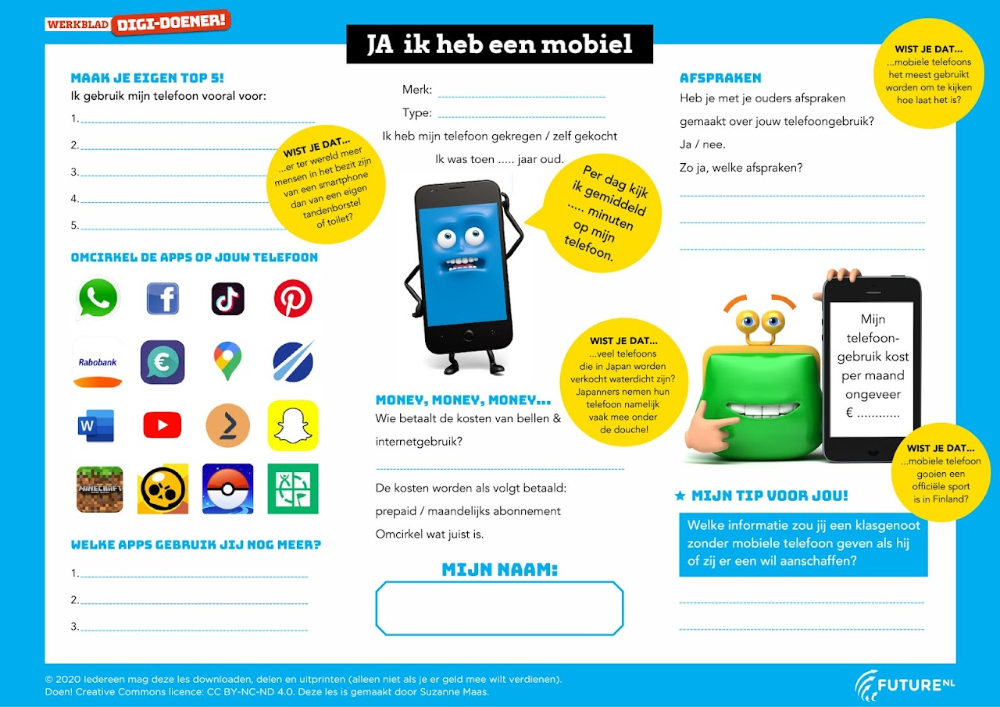 WERKBLAD DIGI-DOENER!
JA ik heb een mobiel
MAAK JE EIGEN TOP 5!
Ik gebruik mijn telefoon vooral voor:
1.
2.
3.
4.
5.
WIST JE DAT...
...er ter wereld meer
mensen in het bezit zijn
van een smartphone
dan van een eigen
tandenborstel
of toilet?
OMCIRKEL DE APPS OP JOUW TELEFOON
Rabobank
€
W
MINECRAFT
WELKE APPS GEBRUIK JIJ NOG MEER?
1.
2.
3.
Merk:
Type:
Ik heb mijn telefoon gekregen / zelf gekocht
Ik was toen ..... jaar oud.
Per dag kijk
ik gemiddeld
..... minuten
op mijn
telefoon.
WIST JE DAT...
...veel telefoons
die in Japan worden
verkocht waterdicht zijn?
Japanners nemen hun
telefoon namelijk
vaak mee onder
de douche!
MONEY, MONEY, MONEY...
Wie betaalt de kosten van bellen &
internetgebruik?
De kosten worden als volgt betaald:
prepaid / maandelijks abonnement
Omcirkel wat juist is.
MIJN NAAM:
WIST JE DAT...
...mobiele telefoons
het meest gebruikt
worden om te kijken
hoe laat het is?
AFSPRAKEN
Heb je met je ouders afspraken
gemaakt over jouw telefoongebruik?
Ja / nee.
Zo ja, welke afspraken?
Mijn
telefoon-
gebruik kost
per maand
ongeveer
€ ............
WIST JE DAT...
...mobiele telefoon
gooien een
officiële sport
is in Finland?
MIJN TIP VOOR JOU!
Welke informatie zou jij een klasgenoot
zonder mobiele telefoon geven als hij
of zij er een wil aanschaffen?
© 2020 Iedereen mag deze les downloaden, delen en uitprinten (alleen niet als je er geld mee wilt verdienen).
Doen! Creative Commons licence: CC BY-NC-ND 4.0. Deze les is gemaakt door Suzanne Maas.
FUTURE NL